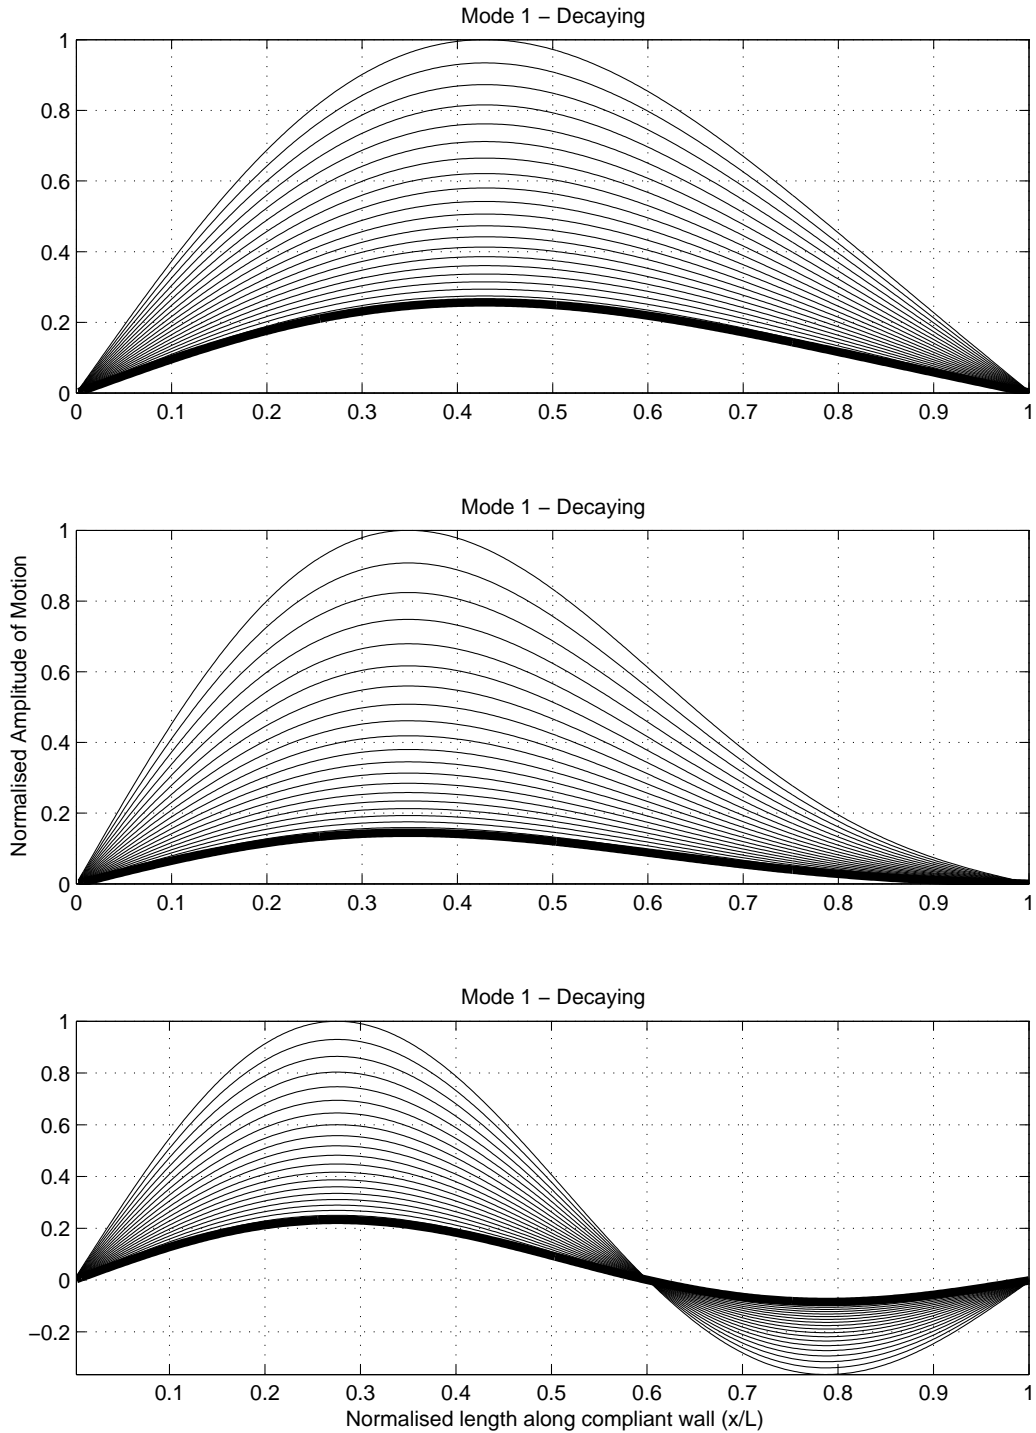 Mode 1 − Decaying
1
0.8
0.6
0.4
0.2
0
0 0.1 0.2 0.3 0.4 0.5 0.6 0.7 0.8 0.9 1
Mode 1 − Decaying
1
0.8
0.6
0.4
0.2
0
0 0.1 0.2 0.3 0.4 0.5 0.6 0.7 0.8 0.9 1
Normalised Amplitude of Motion
Mode 1 − Decaying
1
0.8
0.6
0.4
0.2
0
−0.2
0.1 0.2 0.3 0.4 0.5 0.6 0.7 0.8 0.9 1
Normalised length along compliant wall (x/L)